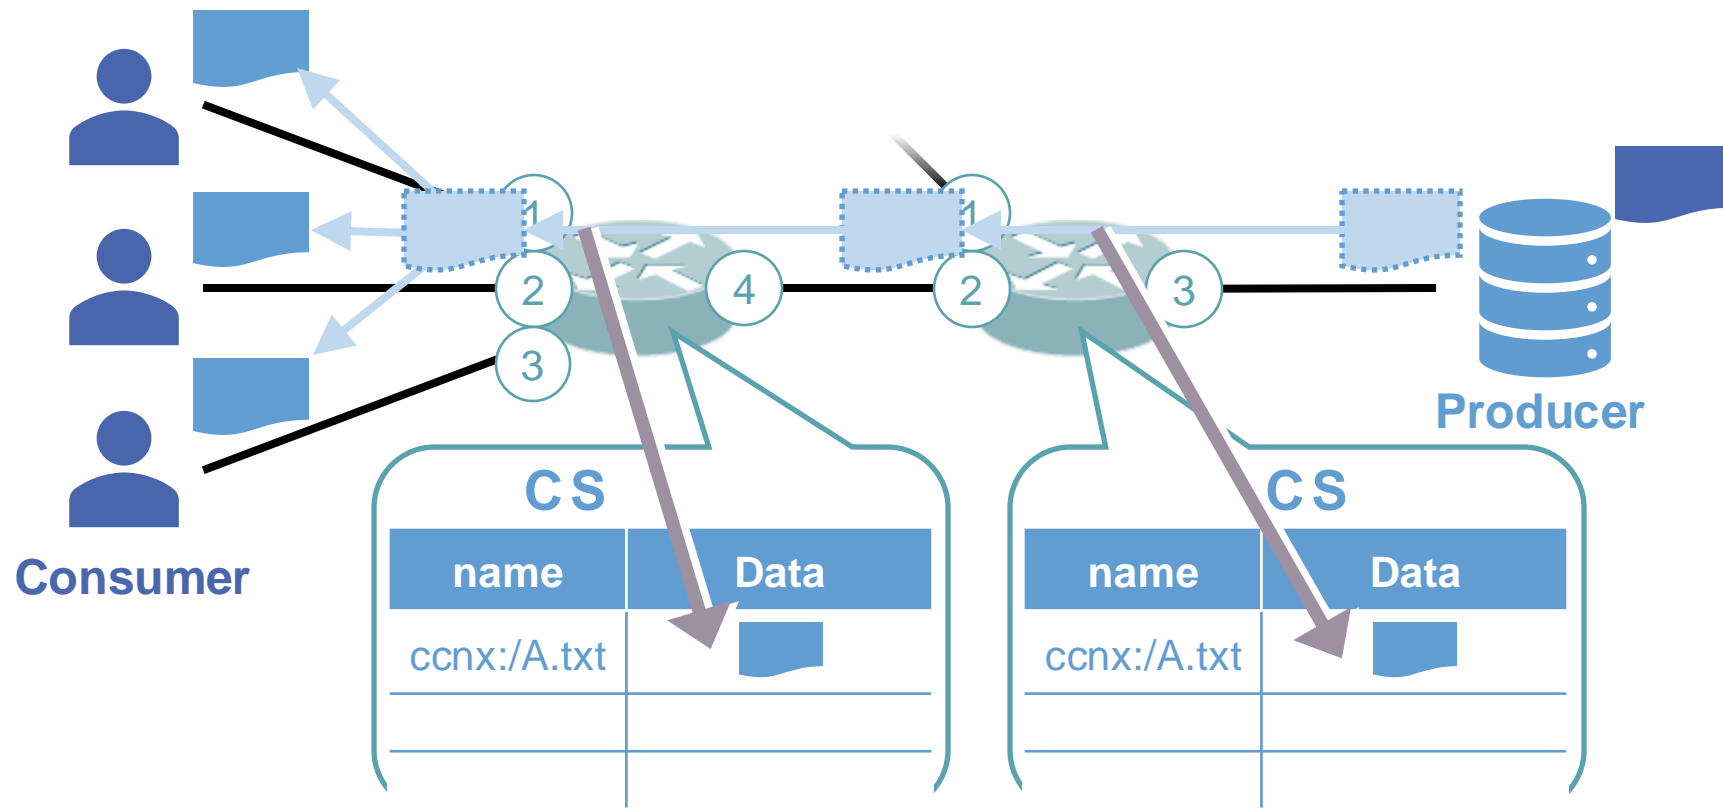 1
1
2
4
2
3
3
Producer
CS
CS
Consumer
name Data
name Data
ccnx:/A.txt
ccnx:/A.txt